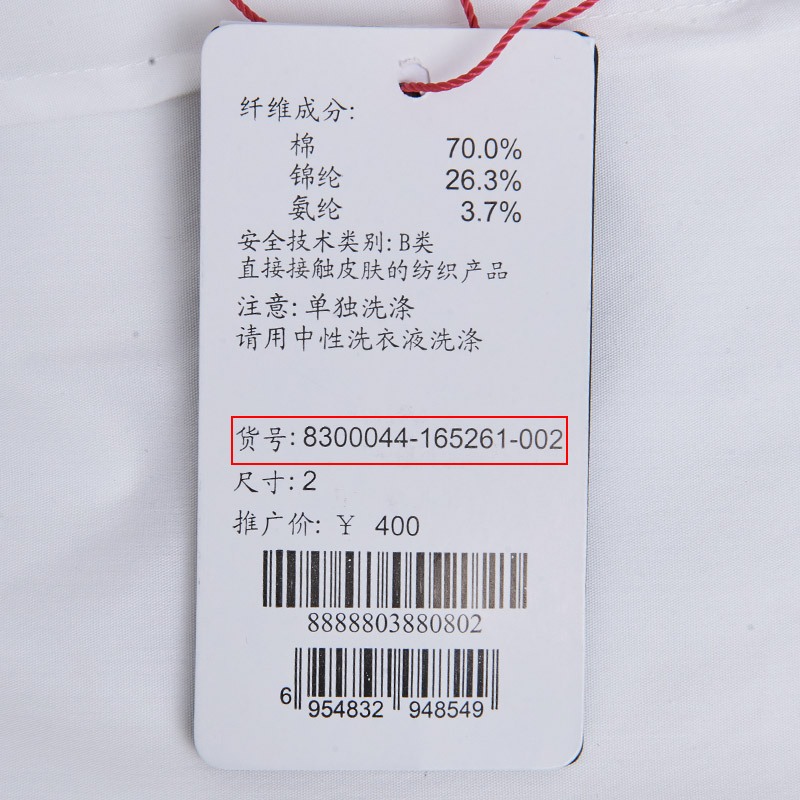 纤维成分:
棉 70.0%
锦纶 26.3%
氨纶 3.7%
安全技术类别: B类
直接接触皮肤的纺织产品
注意: 单独洗涤
请用中性洗衣液洗涤
货号: 8300044-165261-002
尺寸: 2
推广价: ¥ 400
8888803880802
6 954832 948549